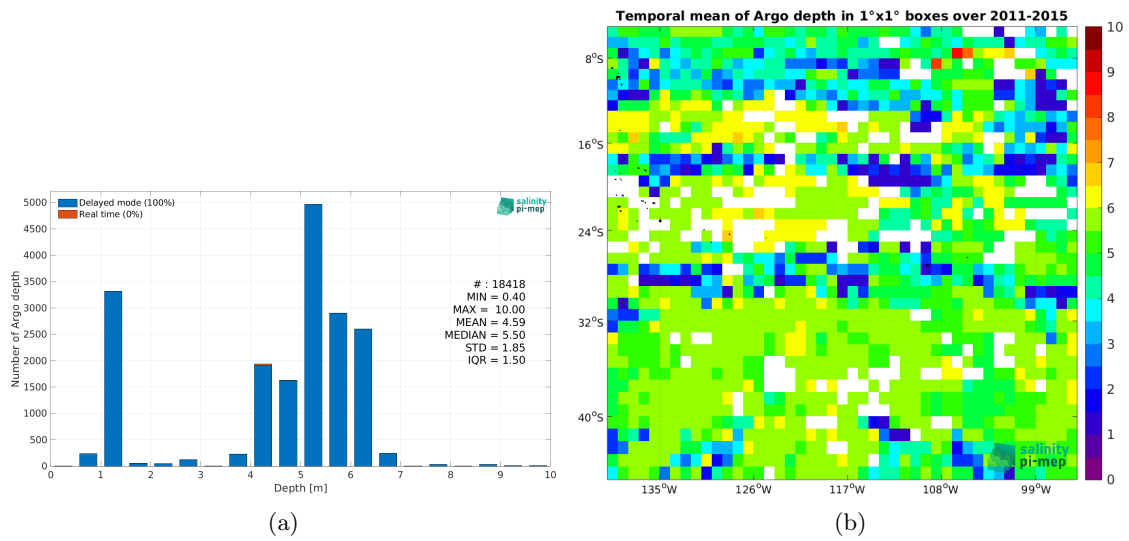 Delayed mode (100%)
Real time (0%)
salinity
pi-mep
5000
4500
4000
3500
3000
2500
2000
1500
1000
500
0
Number of Argo depth
# : 18418
MIN = 0.40
MAX = 10.00
MEAN = 4.59
MEDIAN = 5.50
STD = 1.85
IQR = 1.50
0 1 2 3 4 5 6 7 8 9 10
Depth [m]
(a)
Temporal mean of Argo depth in 1°x1° boxes over 2011-2015
8°S
16°S
24°S
32°S
40°S
135°W 126°W 117°W 108°W 99°W
salinity
pi-mep
10
9
8
7
6
5
4
3
2
1
0
(b)